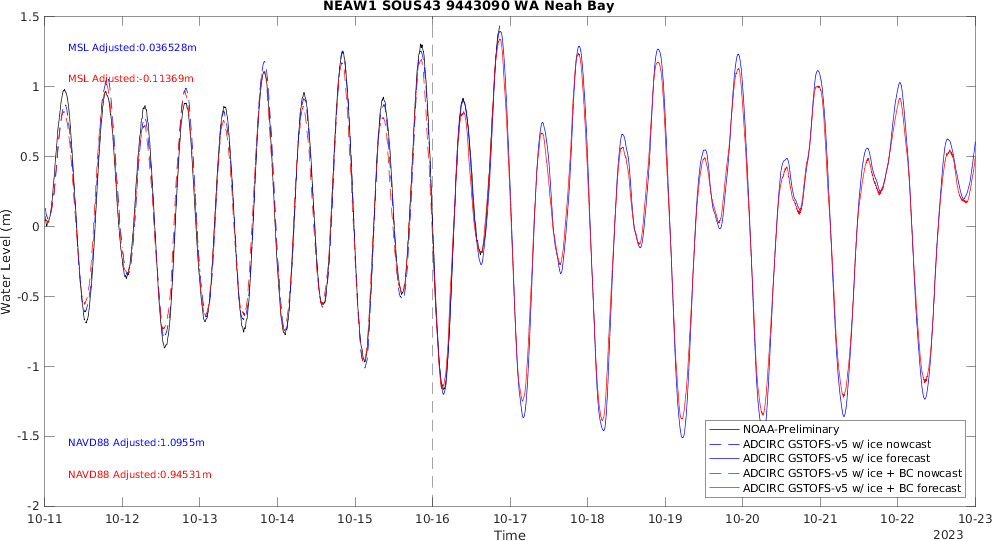 NEAW1 SOUS43 9443090 WA Neah Bay
1.5
MSL Adjusted:0.036528m
MSL Adjusted:-0.11369m
1
0.5
0
-0.5
-1
-1.5
-2
Water Level (m)
NAVD88 Adjusted:1.0955m
NAVD88 Adjusted:0.94531m
NOAA-Preliminary
ADCIRC GSTOFS-v5 w/ ice nowcast
ADCIRC GSTOFS-v5 w/ ice forecast
ADCIRC GSTOFS-v5 w/ ice + BC nowcast
ADCIRC GSTOFS-v5 w/ ice + BC forecast
10-11 10-12 10-13 10-14 10-15 10-16 10-17 10-18 10-19 10-20 10-21 10-22 10-23
Time
2023